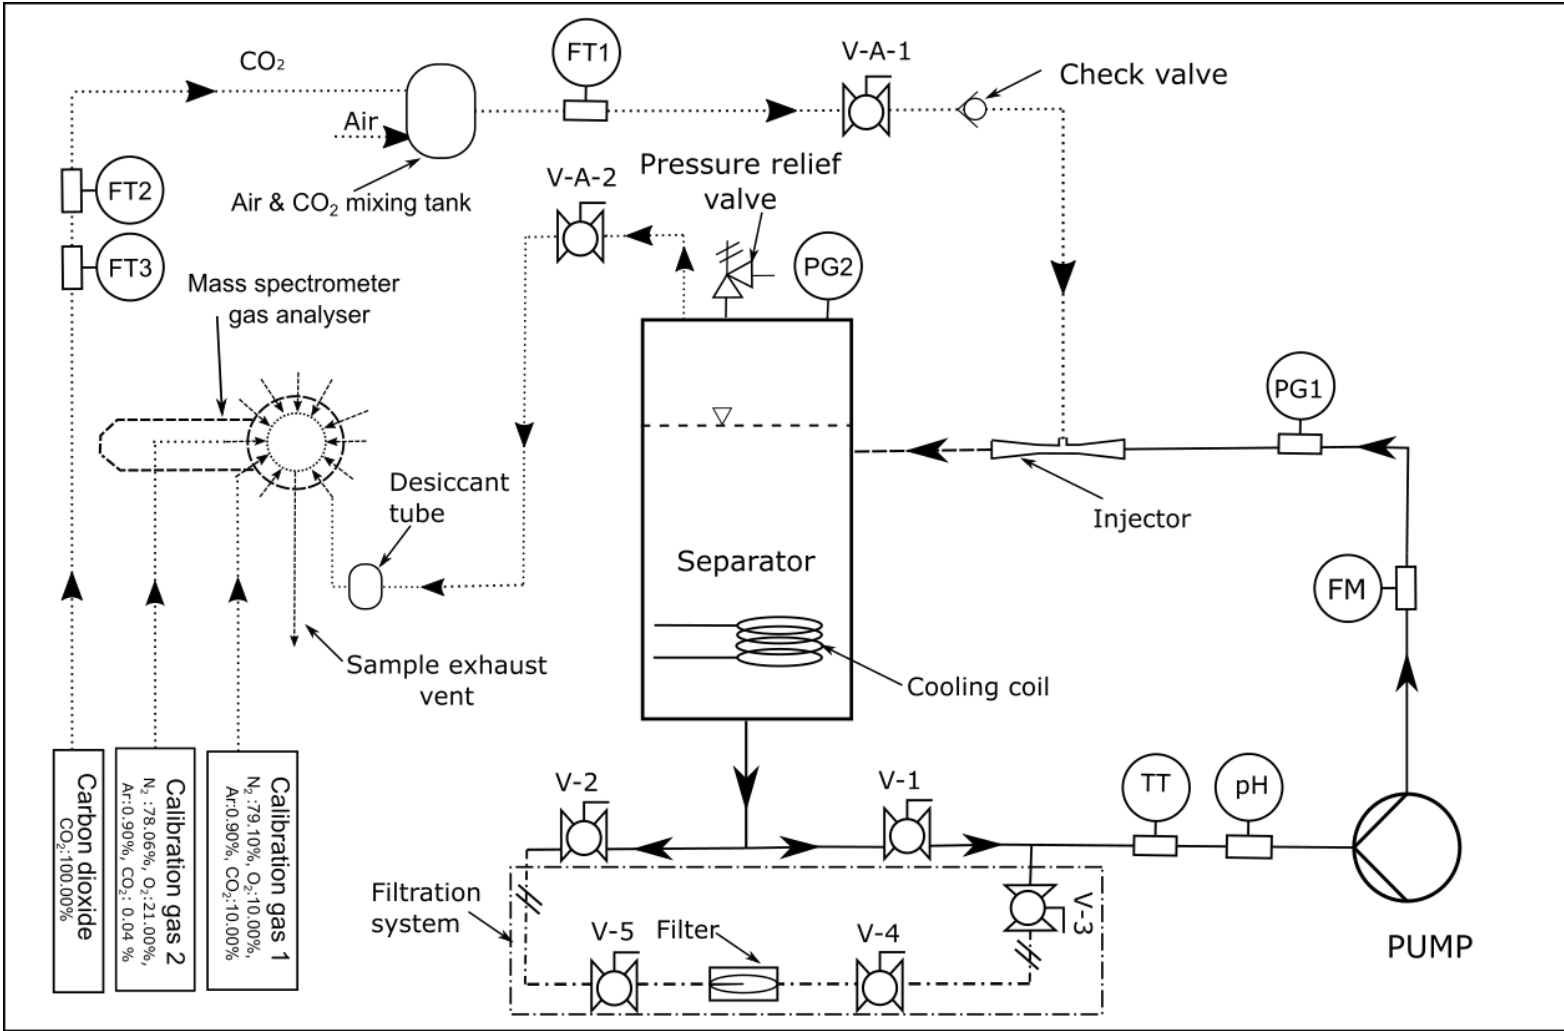 CO₂
FT1
V-A-1
Check valve
Air
FT2
Air & CO₂ mixing tank
V-A-2
Pressure relief
valve
FT3
PG2
Mass spectrometer
gas analyser
PG1
Desiccant
tube
Injector
Separator
FM
Sample exhaust
vent
Cooling coil
Carbon dioxide
CO₂:100.00%
Calibration gas 2
N₂ :78.06%, O₂:21.00%,
Ar:0.90%, CO₂: 0.04 %
Calibration gas 1
N₂ :79.10%, O₂:10.00%,
Ar:0.90%, CO₂:10.00%
V-2
V-1
TT
pH
Filtration
system
V-3
V-5
Filter
V-4
PUMP